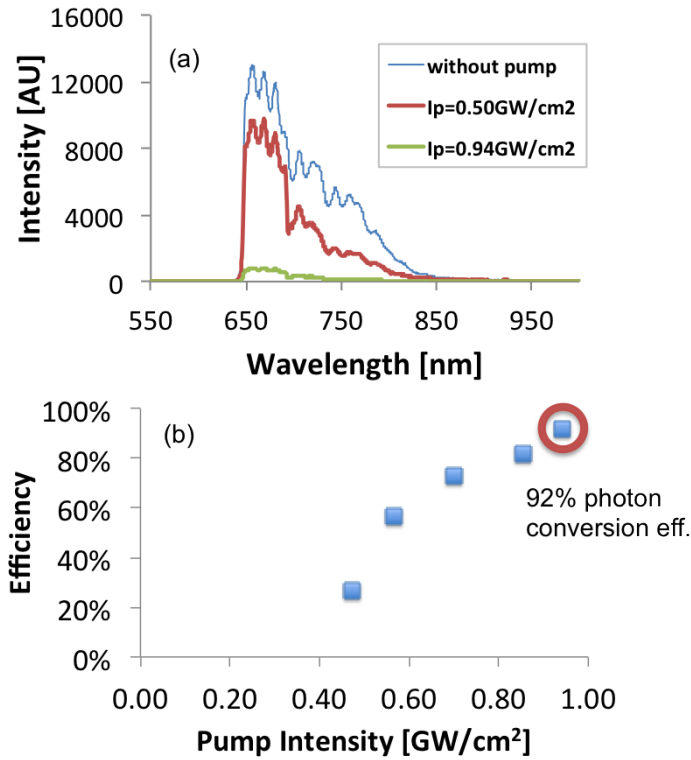 16000
(a)
12000
8000
4000
0
Intensity [AU]
without pump
Ip=0.50GW/cm2
Ip=0.94GW/cm2
550 650 750 850 950
Wavelength [nm]
100%
80%
60%
40%
20%
0%
Efficiency
(b)
92% photon
conversion eff.
0.00 0.20 0.40 0.60 0.80 1.00
Pump Intensity [GW/cm²]